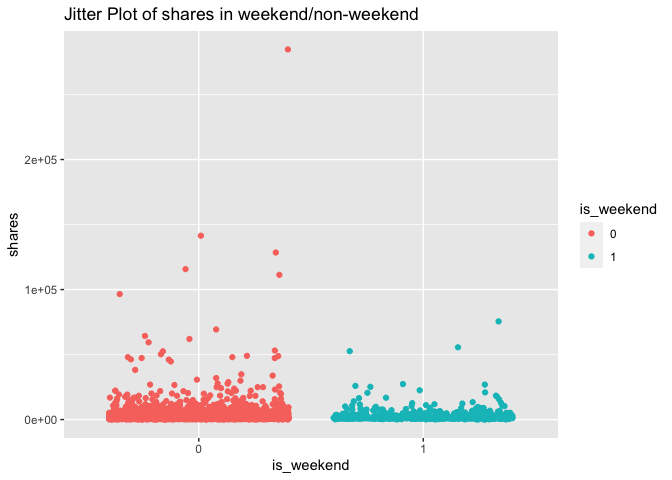 Jitter Plot of shares in weekend/non-weekend
shares
2e+05
1e+05
0e+00
0
1
is_weekend
is_weekend
0
1